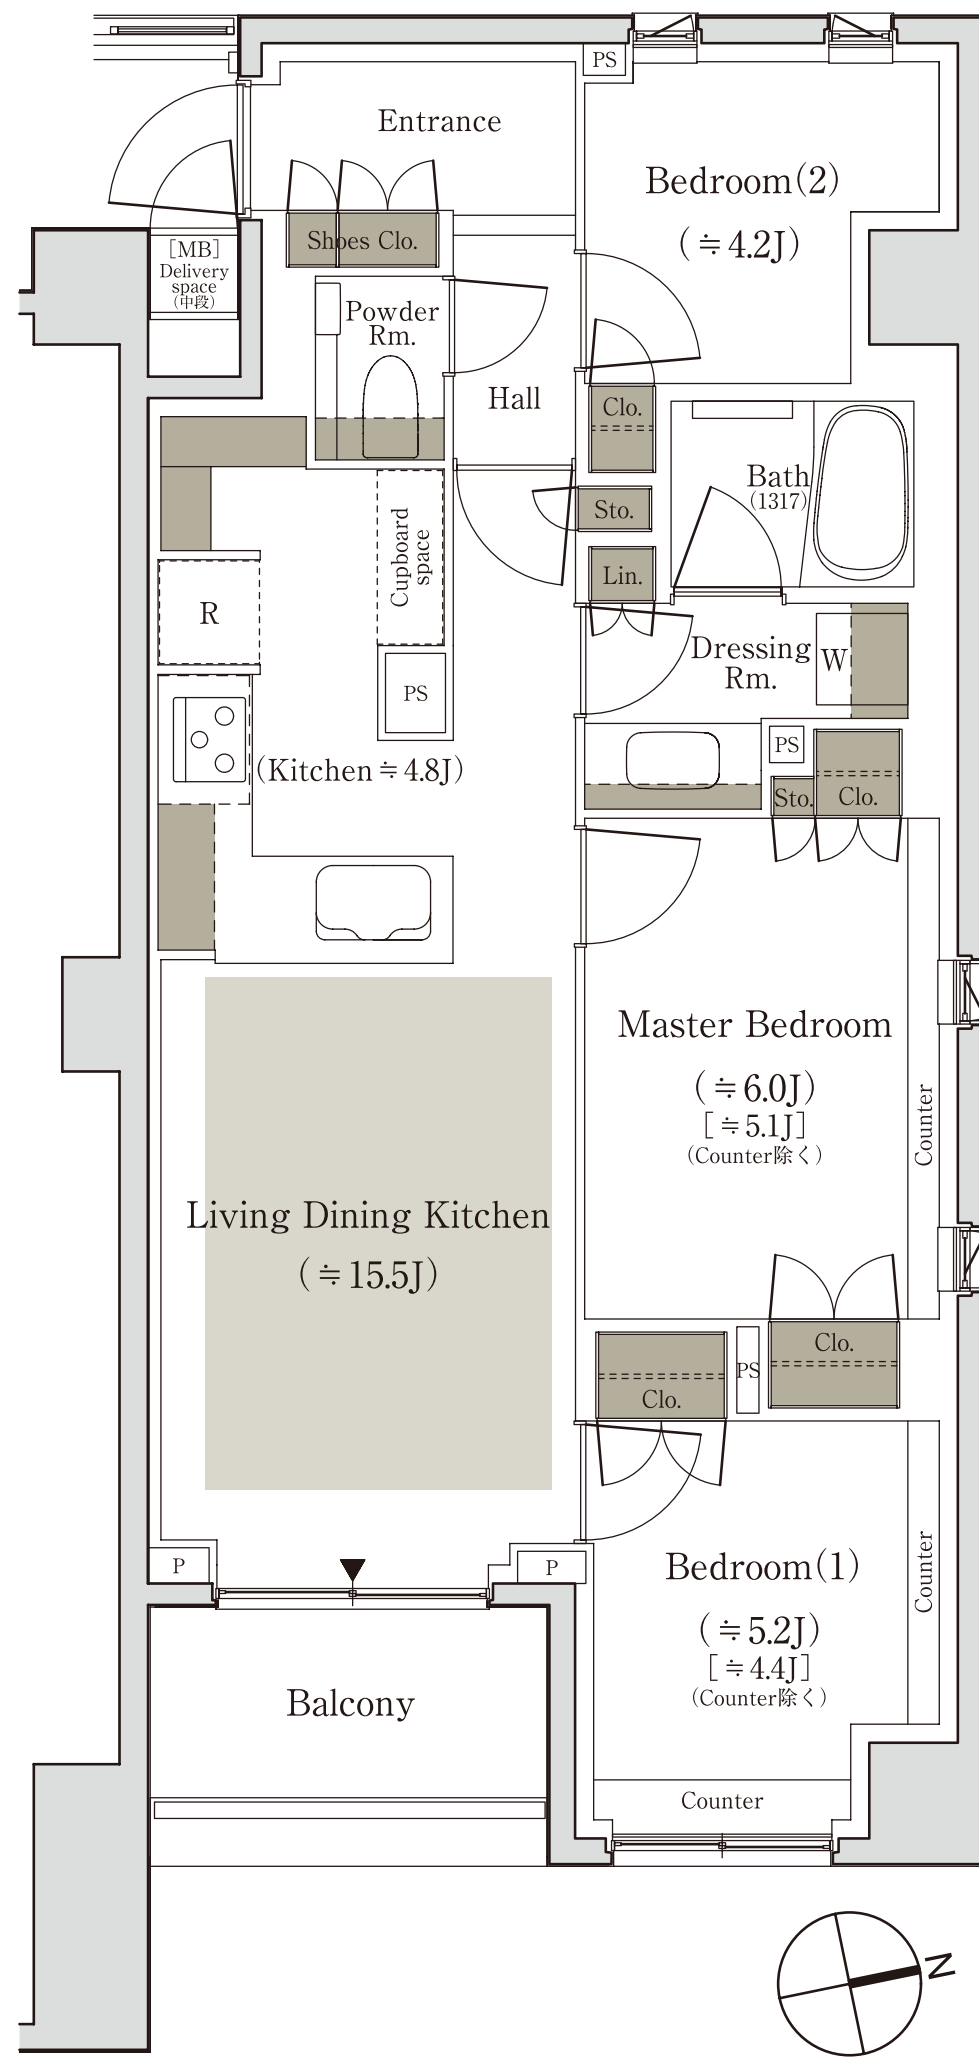 PS
Entrance
Bedroom(2)
(≒4.2J)
Shoes Clo.
[MB]
Delivery
space
(中段)
Powder
Rm.
Hall
Clo.
Bath
(1317)
Sto.
Cupboard
space
Lin.
R
Dressing
Rm.
W
PS
PS
(Kitchen≒4.8J)
Sto.
Clo.
Master Bedroom
(≒6.0J)
[≒5.1J]
(Counter除く)
Counter
Living Dining Kitchen
(≒15.5J)
Clo.
PS
Clo.
P
P
Bedroom(1)
(≒5.2J)
[≒4.4J]
(Counter除く)
Counter
Balcony
Counter
N